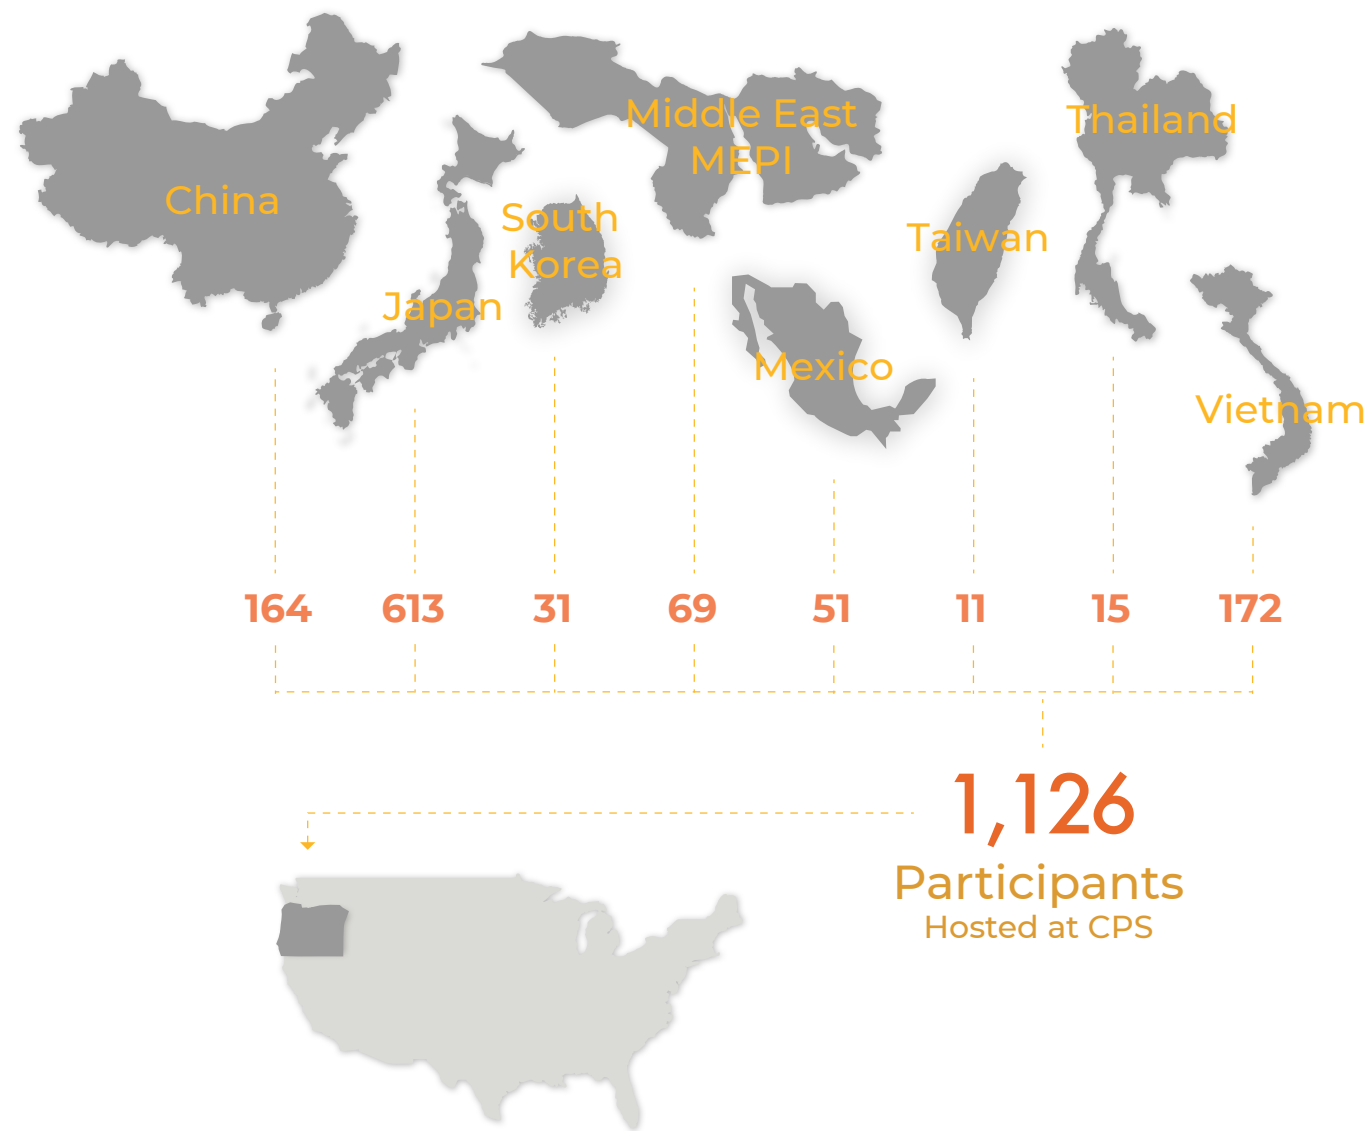 Middle East
MEPI
Thailand
China
South
Korea
Taiwan
Japan
Mexico
Vietnam
164
613
31
69
51
11
15
172
1,126
Participants
Hosted at CPS